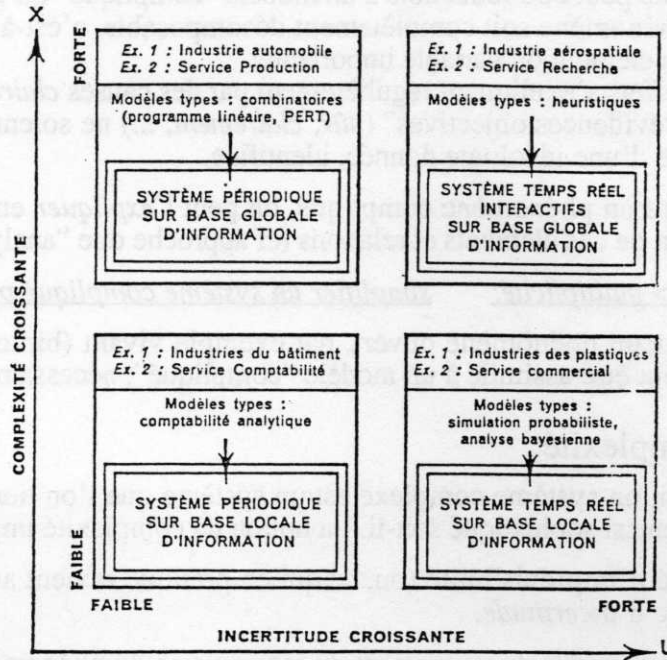 X
COMPLEXITÉ CROISSANTE
FORTE
Ex. 1 : Industrie automobile
Ex. 2 : Service Production
Modèles types : combinatoires
(programme linéaire, PERT)
SYSTÈME PÉRIODIQUE
SUR BASE GLOBALE
D'INFORMATION
Ex. 1 : Industrie aérospatiale
Ex. 2 : Service Recherche
Modèles types : heuristiques
SYSTÈME TEMPS RÉEL
INTERACTIF
SUR BASE GLOBALE
D'INFORMATION
FAIBLE
Ex. 1 : Industries du bâtiment
Ex. 2 : Service Comptabilité
Modèles types :
comptabilité analytique
SYSTÈME PÉRIODIQUE
SUR BASE LOCALE
D'INFORMATION
Ex. 1 : Industries des plastiques
Ex. 2 : Service commercial
Modèles types :
simulation probabiliste,
analyse bayesienne
SYSTÈME TEMPS RÉEL
SUR BASE LOCALE
D'INFORMATION
FAIBLE
FORTE
INCERTITUDE CROISSANTE
U